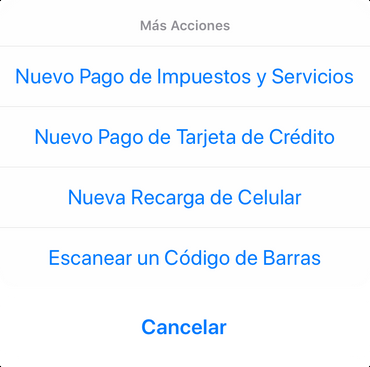 Más Acciones
Nuevo Pago de Impuestos y Servicios
Nuevo Pago de Tarjeta de Crédito
Nueva Recarga de Celular
Escanear un Código de Barras
Cancelar